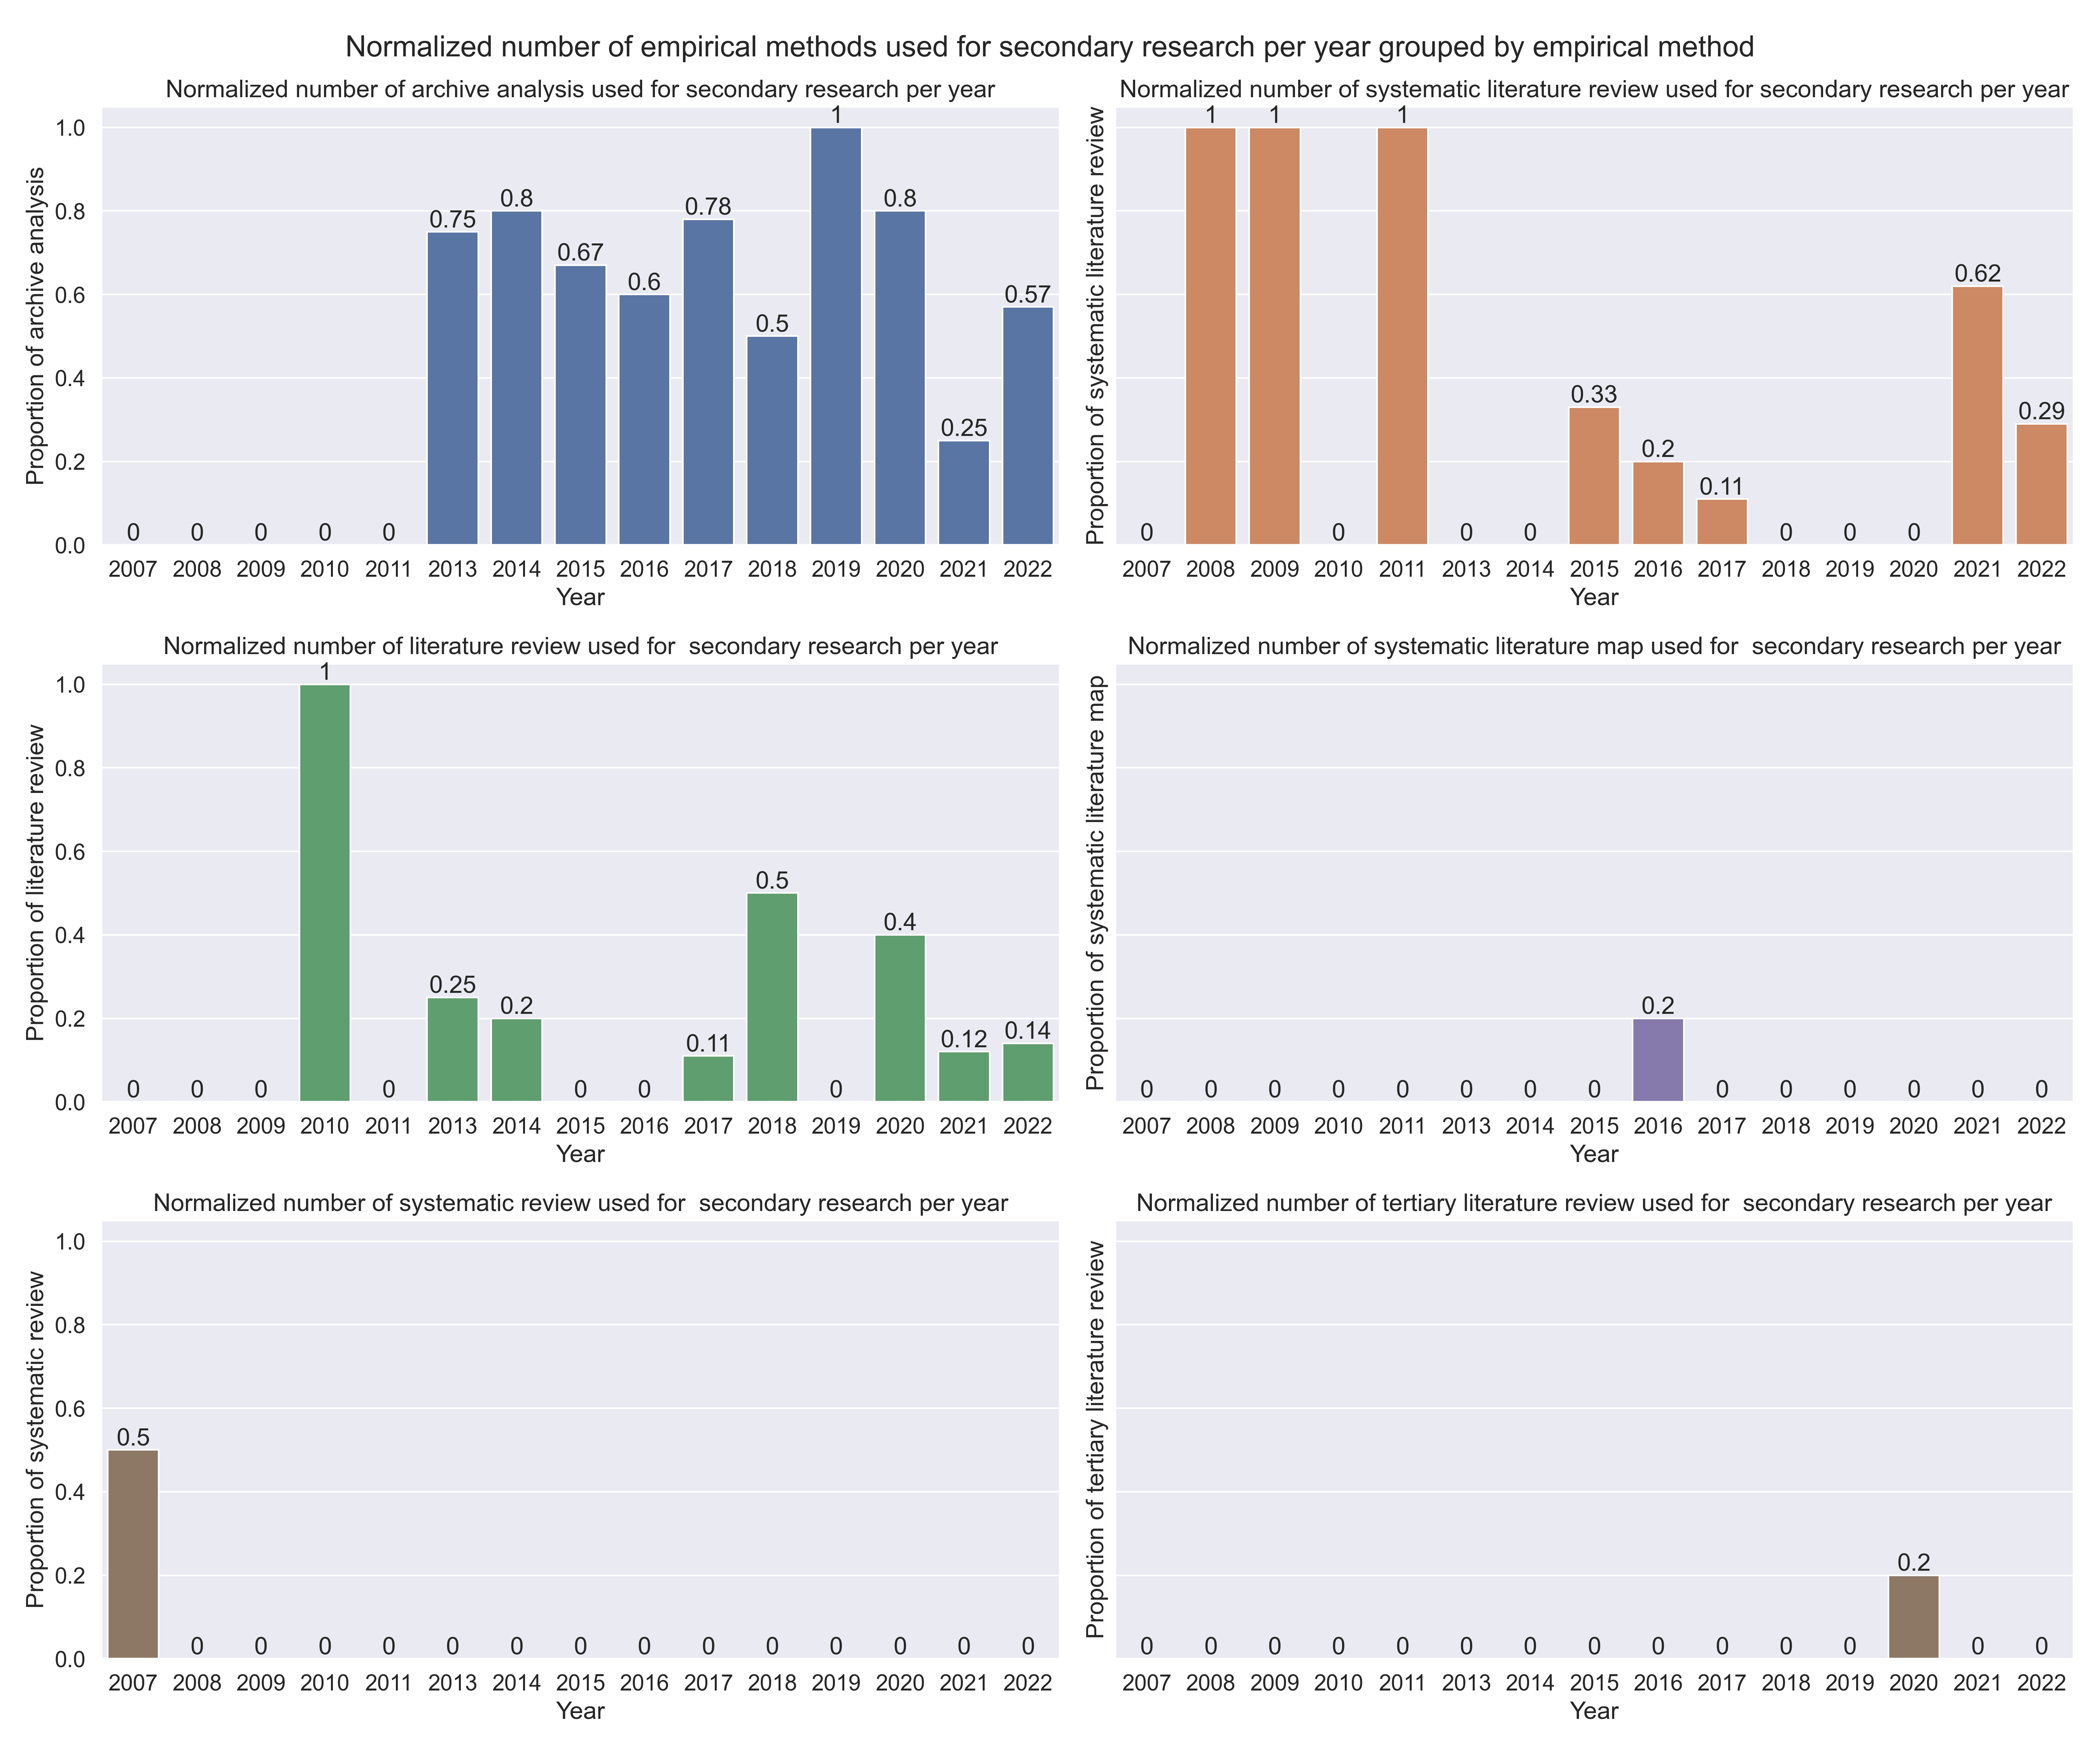 Normalized number of empirical methods used for secondary research per year grouped by empirical method
Normalized number of archive analysis used for secondary research per year
Proportion of archive analysis
1.0
0.8
0.6
0.4
0.2
0.0
0 0 0 0 0 0.75 0.8 0.67 0.6 0.78 0.5 1 0.8 0.25 0.57
2007 2008 2009 2010 2011 2013 2014 2015 2016 2017 2018 2019 2020 2021 2022
Year
Normalized number of systematic literature review used for secondary research per year
Proportion of systematic literature review
0 1 1 0 1 0 0 0.33 0.2 0.11 0 0 0 0.62 0.29
2007 2008 2009 2010 2011 2013 2014 2015 2016 2017 2018 2019 2020 2021 2022
Year
Normalized number of literature review used for  secondary research per year
Proportion of literature review
1.0
0.8
0.6
0.4
0.2
0.0
0 0 0 1 0 0.25 0.2 0 0 0.11 0.5 0 0.4 0.12 0.14
2007 2008 2009 2010 2011 2013 2014 2015 2016 2017 2018 2019 2020 2021 2022
Year
Normalized number of systematic literature map used for  secondary research per year
Proportion of systematic literature map
0 0 0 0 0 0 0 0 0.2 0 0 0 0 0 0
2007 2008 2009 2010 2011 2013 2014 2015 2016 2017 2018 2019 2020 2021 2022
Year
Normalized number of systematic review used for  secondary research per year
Proportion of systematic review
1.0
0.8
0.6
0.4
0.2
0.0
0.5 0 0 0 0 0 0 0 0 0 0 0 0 0 0
2007 2008 2009 2010 2011 2013 2014 2015 2016 2017 2018 2019 2020 2021 2022
Year
Normalized number of tertiary literature review used for  secondary research per year
Proportion of tertiary literature review
0 0 0 0 0 0 0 0 0 0 0 0 0.2 0 0
2007 2008 2009 2010 2011 2013 2014 2015 2016 2017 2018 2019 2020 2021 2022
Year